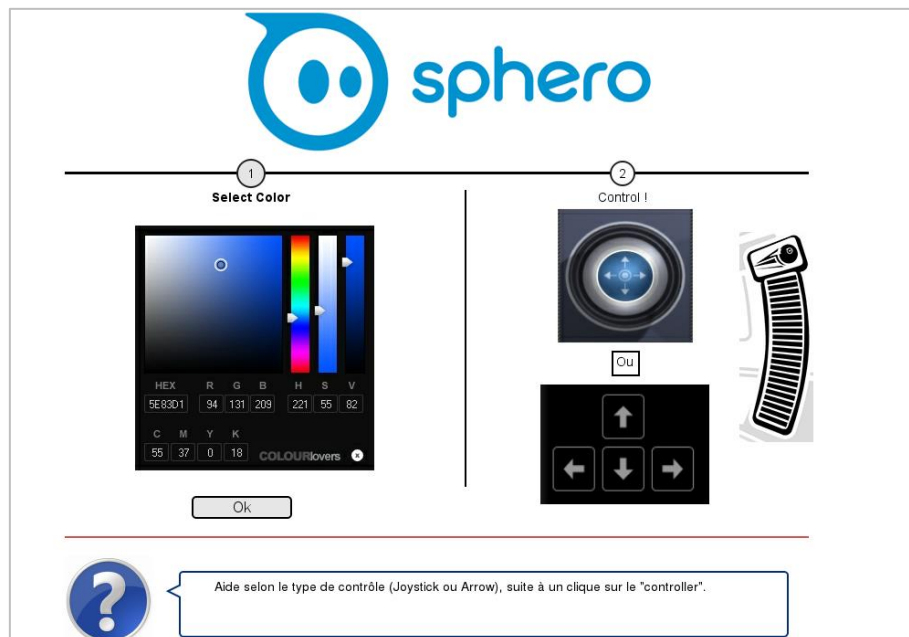 sphero
1
2
Select Color
Control !
HEX R G B H S V
5E83D1 94 131 209 221 55 82
C M Y K
55 37 0 18 COLOURlovers x
Ou
Ok
?
Aide selon le type de contrôle (Joystick ou Arrow), suite à un clique sur le "controller".